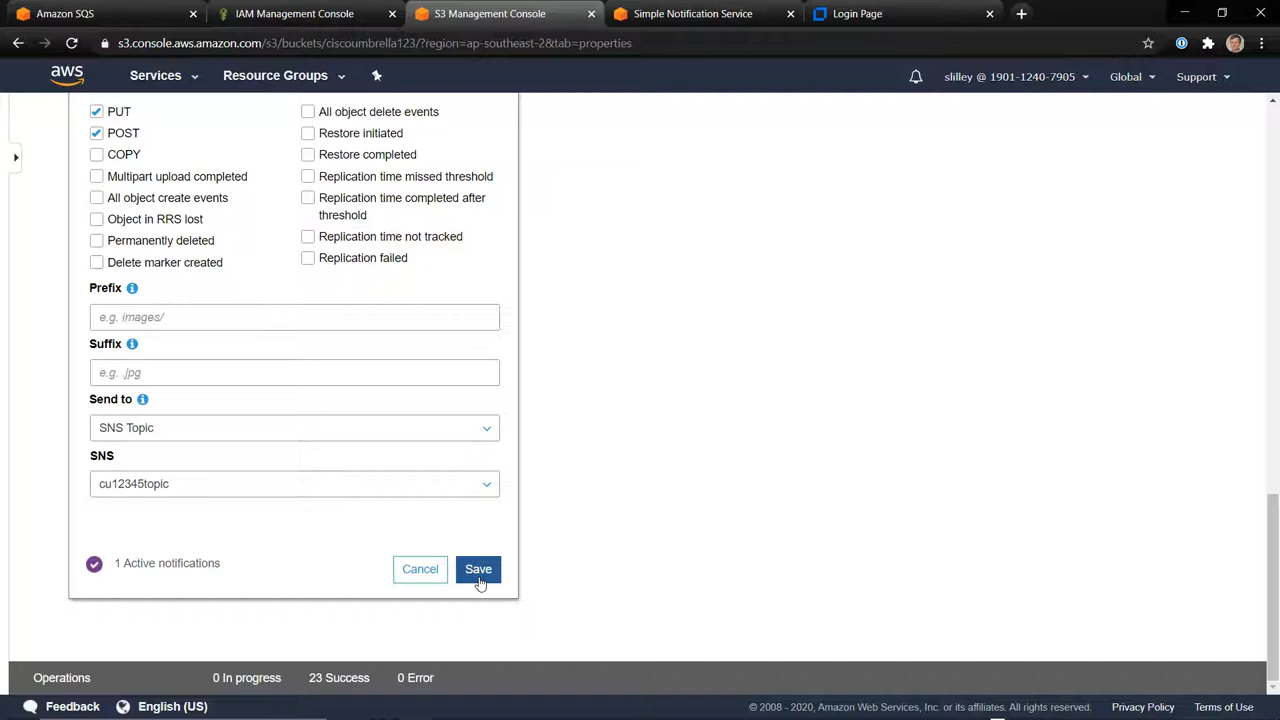 Amazon SQS
IAM Management Console
S3 Management Console
Simple Notification Service
Login Page
s3.console.aws.amazon.com/s3/buckets/ciscoumbrella123/?region=ap-southeast-2&tab=properties
aws
Services
Resource Groups
slilley @ 1901-1240-7905
Global
Support
PUT
All object delete events
POST
Restore initiated
COPY
Restore completed
Multipart upload completed
Replication time missed threshold
All object create events
Replication time completed after
threshold
Object in RRS lost
Permanently deleted
Replication time not tracked
Delete marker created
Replication failed
Prefix
e.g. images/
Suffix
e.g. .jpg
Send to
SNS Topic
SNS
cu12345topic
1 Active notifications
Cancel
Save
Operations
0 In progress
23 Success
0 Error
Feedback
English (US)
© 2008 - 2020, Amazon Web Services, Inc. or its affiliates. All rights reserved.
Privacy Policy
Terms of Use